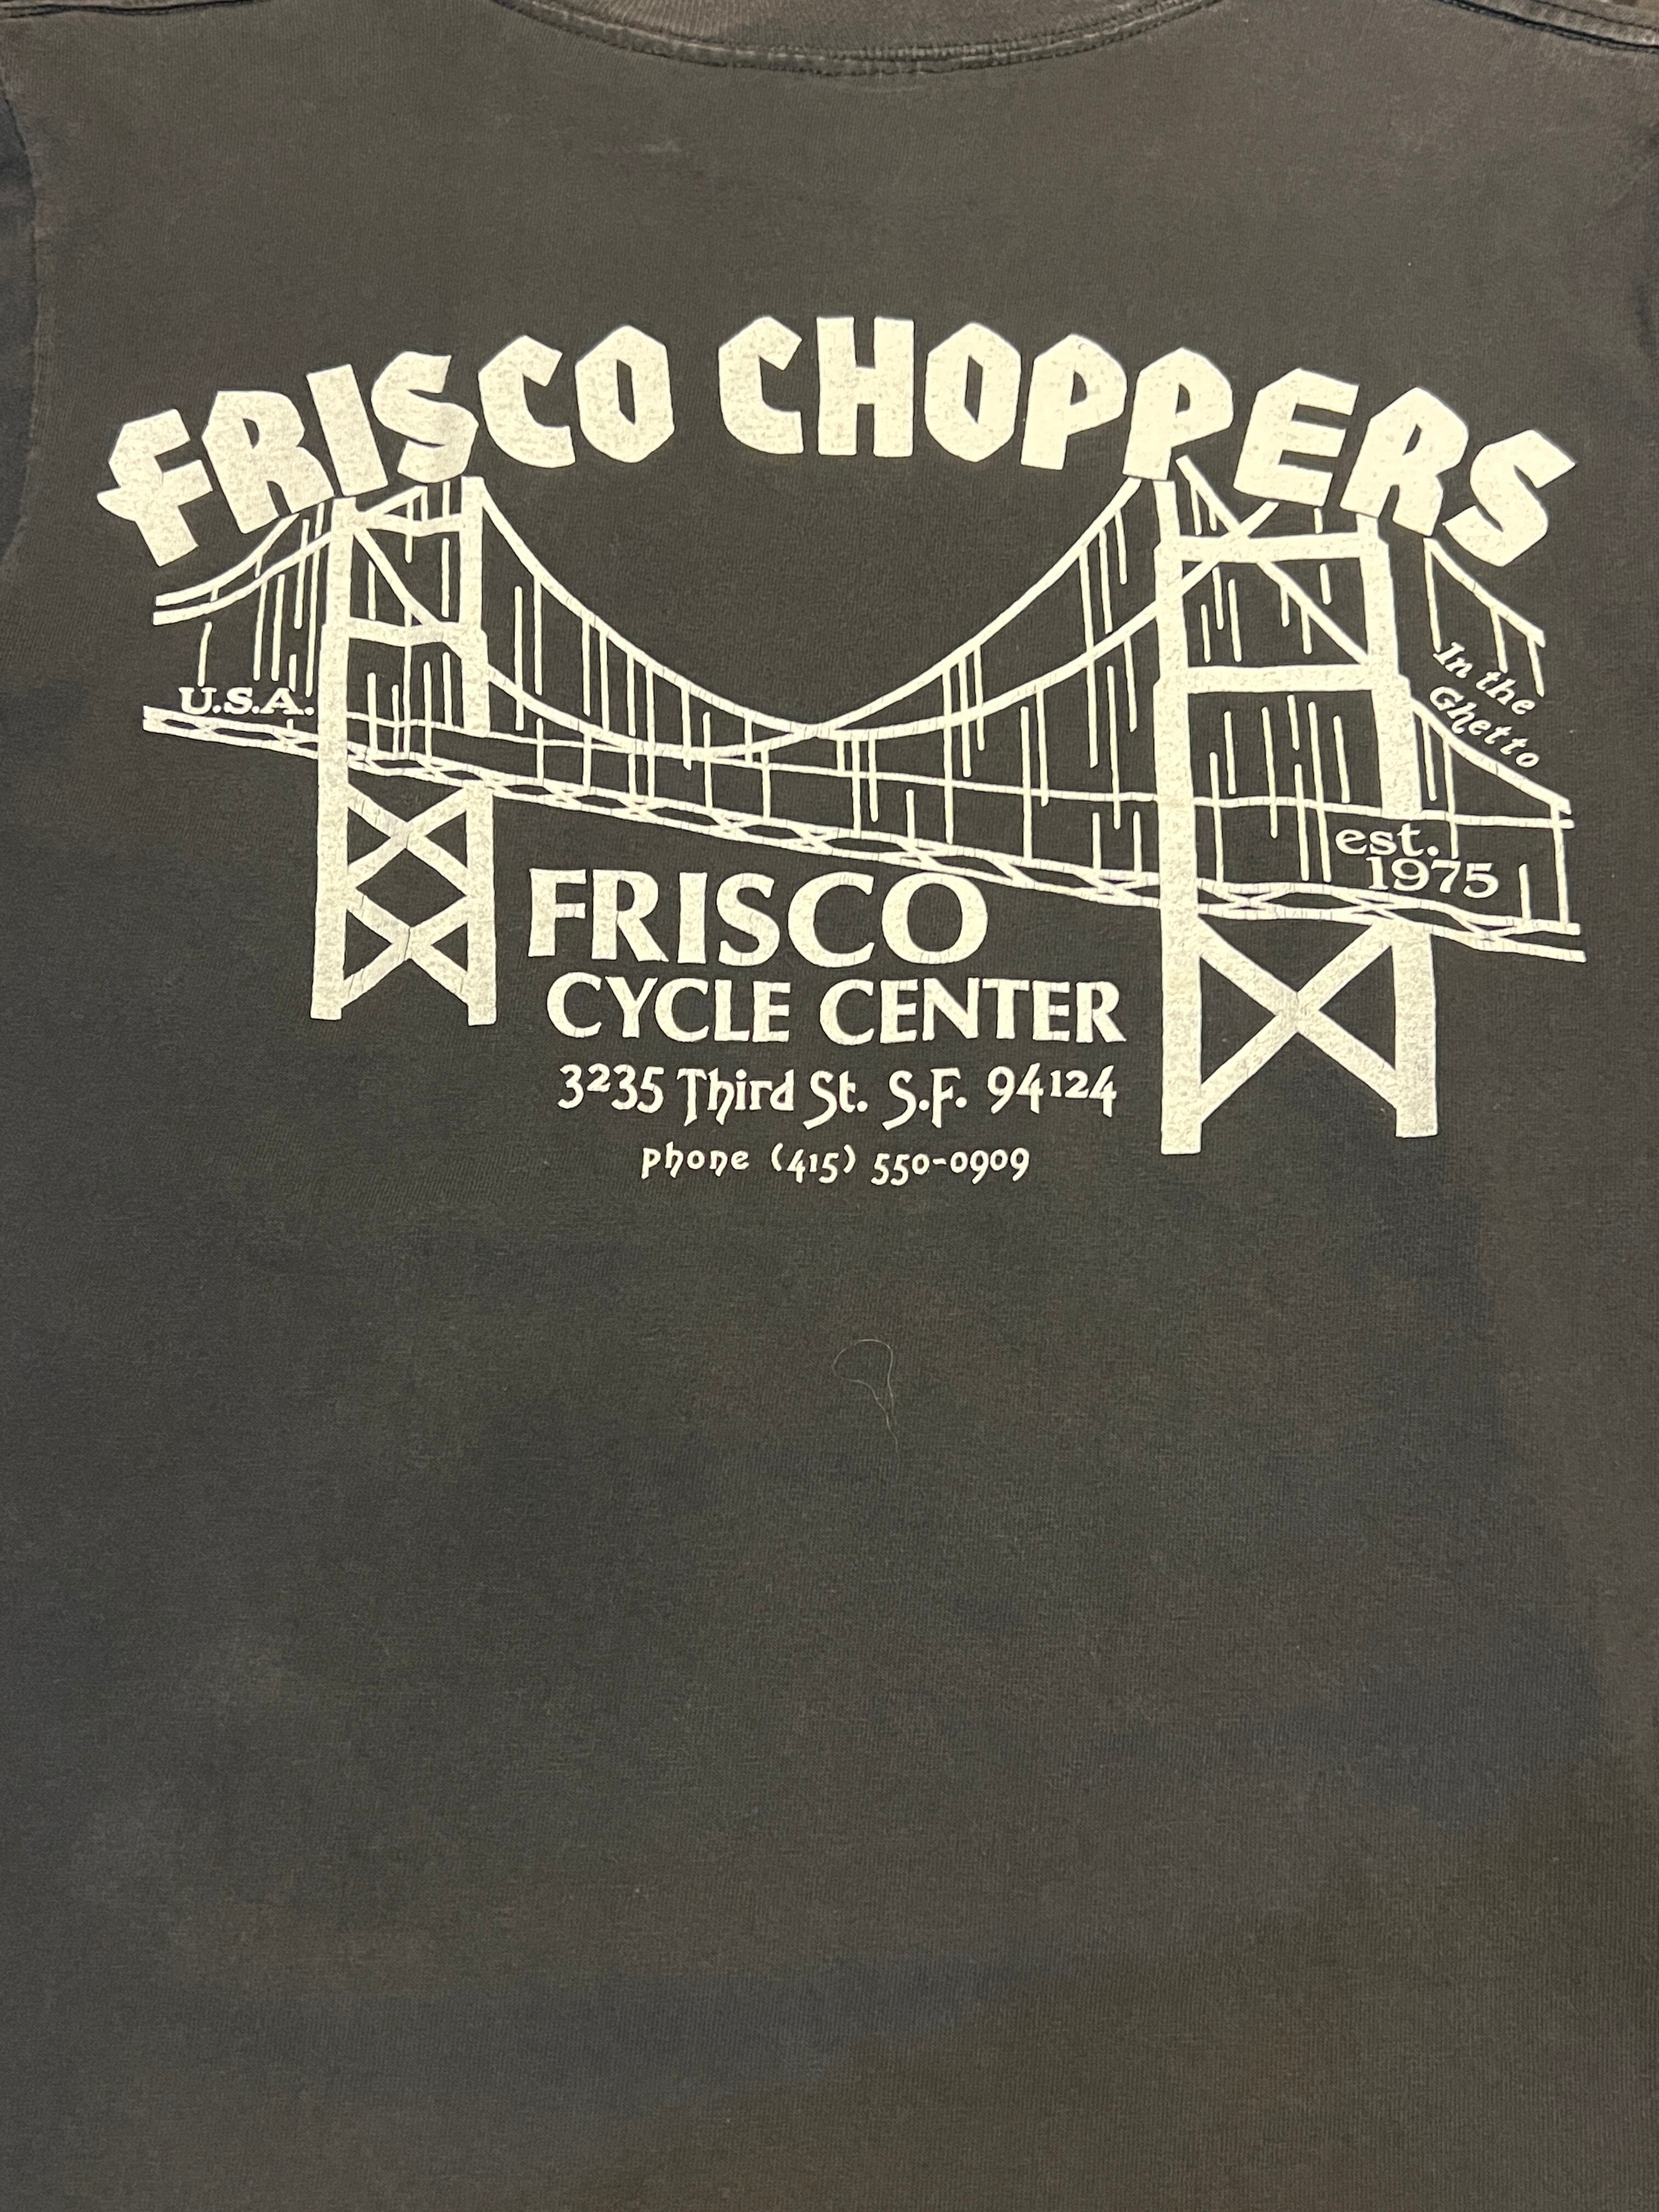 FRISCO CHOPPERS
U.S.A.
In the
Ghetto
est.
1975
FRISCO
CYCLE CENTER
3235 Third St. S.F. 94124
phone (415) 550-0909